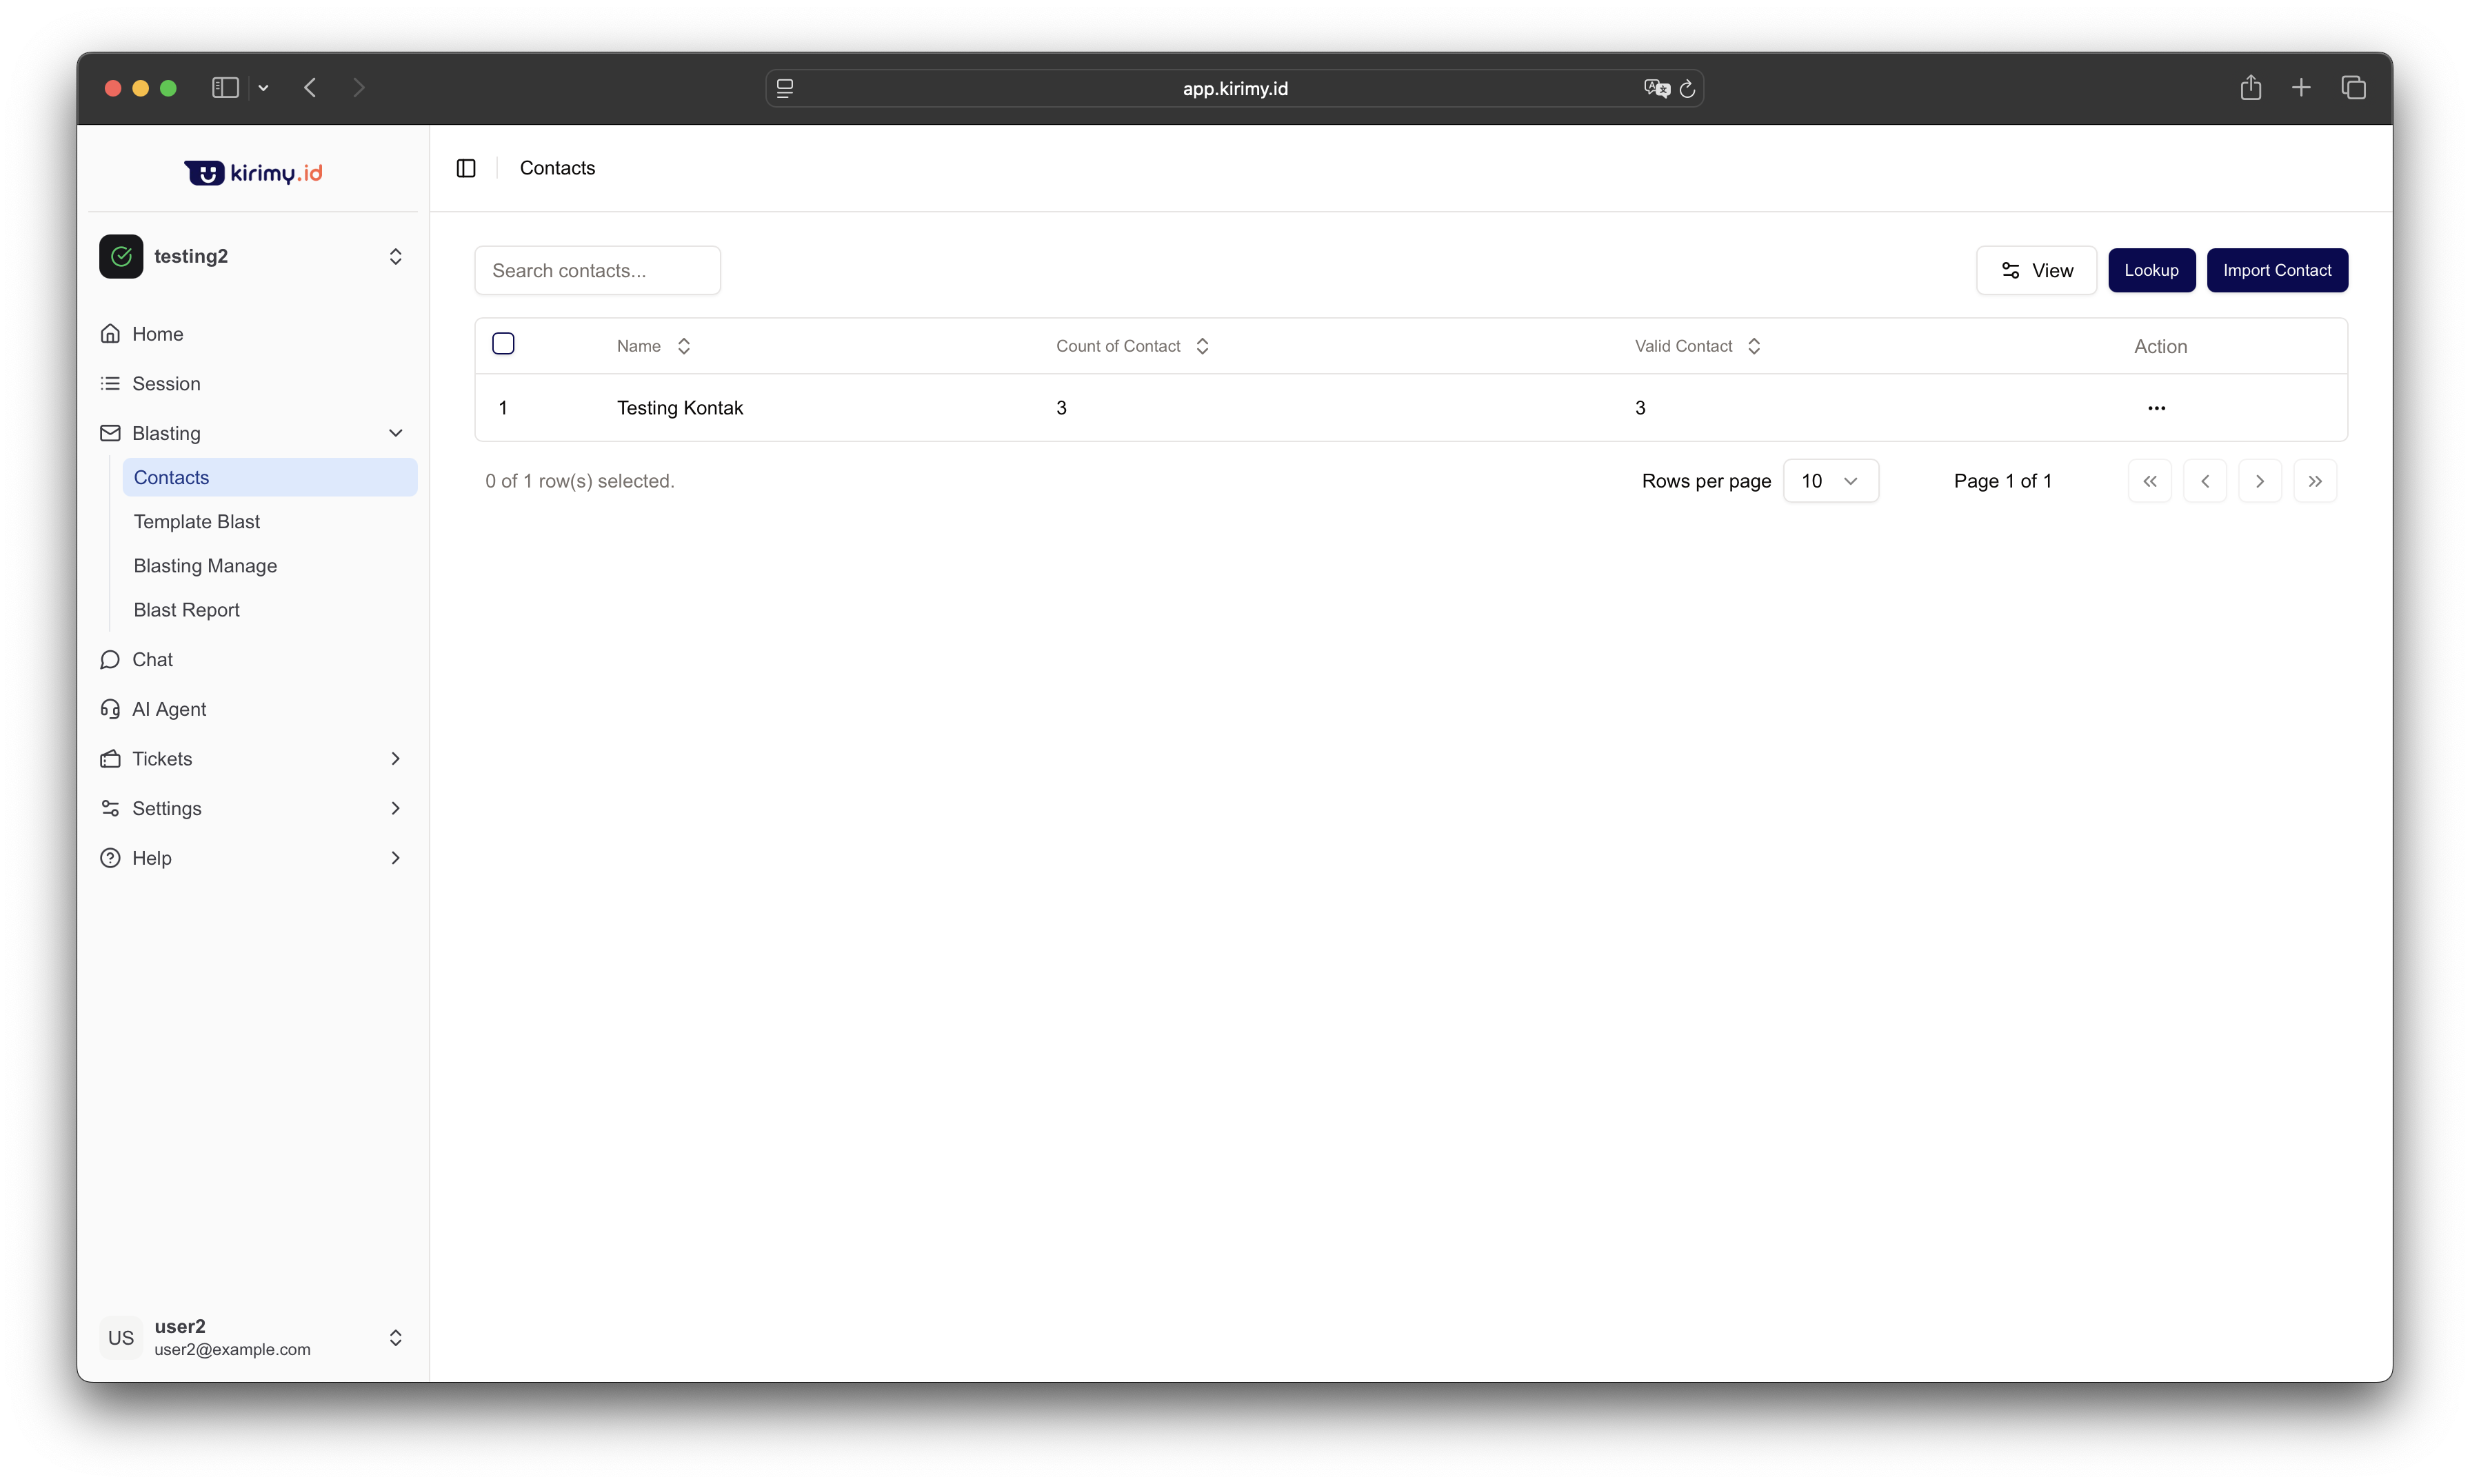 app.kirimy.id
kirimy.id
Contacts
testing2
Search contacts...
View
Lookup
Import Contact
Home
Name
Count of Contact
Valid Contact
Action
Session
1
Testing Kontak
3
3
Blasting
Contacts
0 of 1 row(s) selected.
Rows per page
10
Page 1 of 1
Template Blast
Blasting Manage
Blast Report
Chat
AI Agent
Tickets
Settings
Help
US
user2
user2@example.com